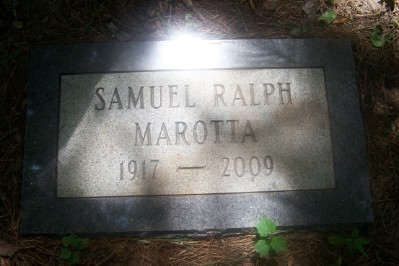 SAMUEL RALPH
MAROTTA
1917 — 2009